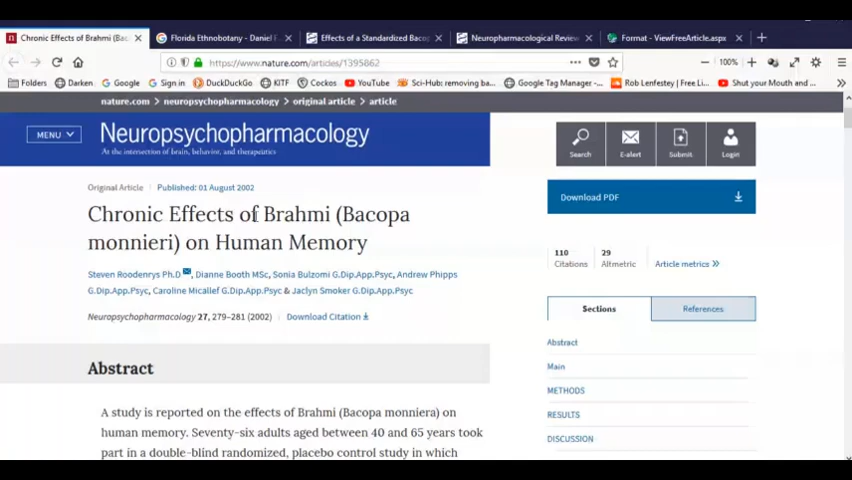 Chronic Effects of Brahmi (Bac
Florida Ethnobotany - Daniel F.
Effects of a Standardized Baco
Neuropharmacological Review
Format - ViewFreeArticle.aspx
https://www.nature.com/articles/1395862
100%
Folders
Darken
Google
Sign in
DuckDuckGo
KITF
Cockos
YouTube
Sci-Hub: removing ba...
Google Tag Manager -...
Rob Lenfestey | Free Li...
Shut your Mouth and ...
nature.com > neuropsychopharmacology > original article > article
MENU
Neuropsychopharmacology
At the intersection of brain, behavior, and therapeutics
Search
E-alert
Submit
Login
Original Article | Published: 01 August 2002
Chronic Effects of Brahmi (Bacopa
monnieri) on Human Memory
Steven Roodenrys Ph.D, Dianne Booth MSc, Sonia Bulzomi G.Dip.App.Psyc, Andrew Phipps
G.Dip.App.Psyc, Caroline Micallef G.Dip.App.Psyc & Jaclyn Smoker G.Dip.App.Psyc
Neuropsychopharmacology 27, 279–281 (2002) | Download Citation
Abstract
A study is reported on the effects of Brahmi (Bacopa monniera) on
human memory. Seventy-six adults aged between 40 and 65 years took
part in a double-blind randomized, placebo control study in which
Download PDF
110
Citations
29
Altmetric
Article metrics »
Sections
References
Abstract
Main
METHODS
RESULTS
DISCUSSION